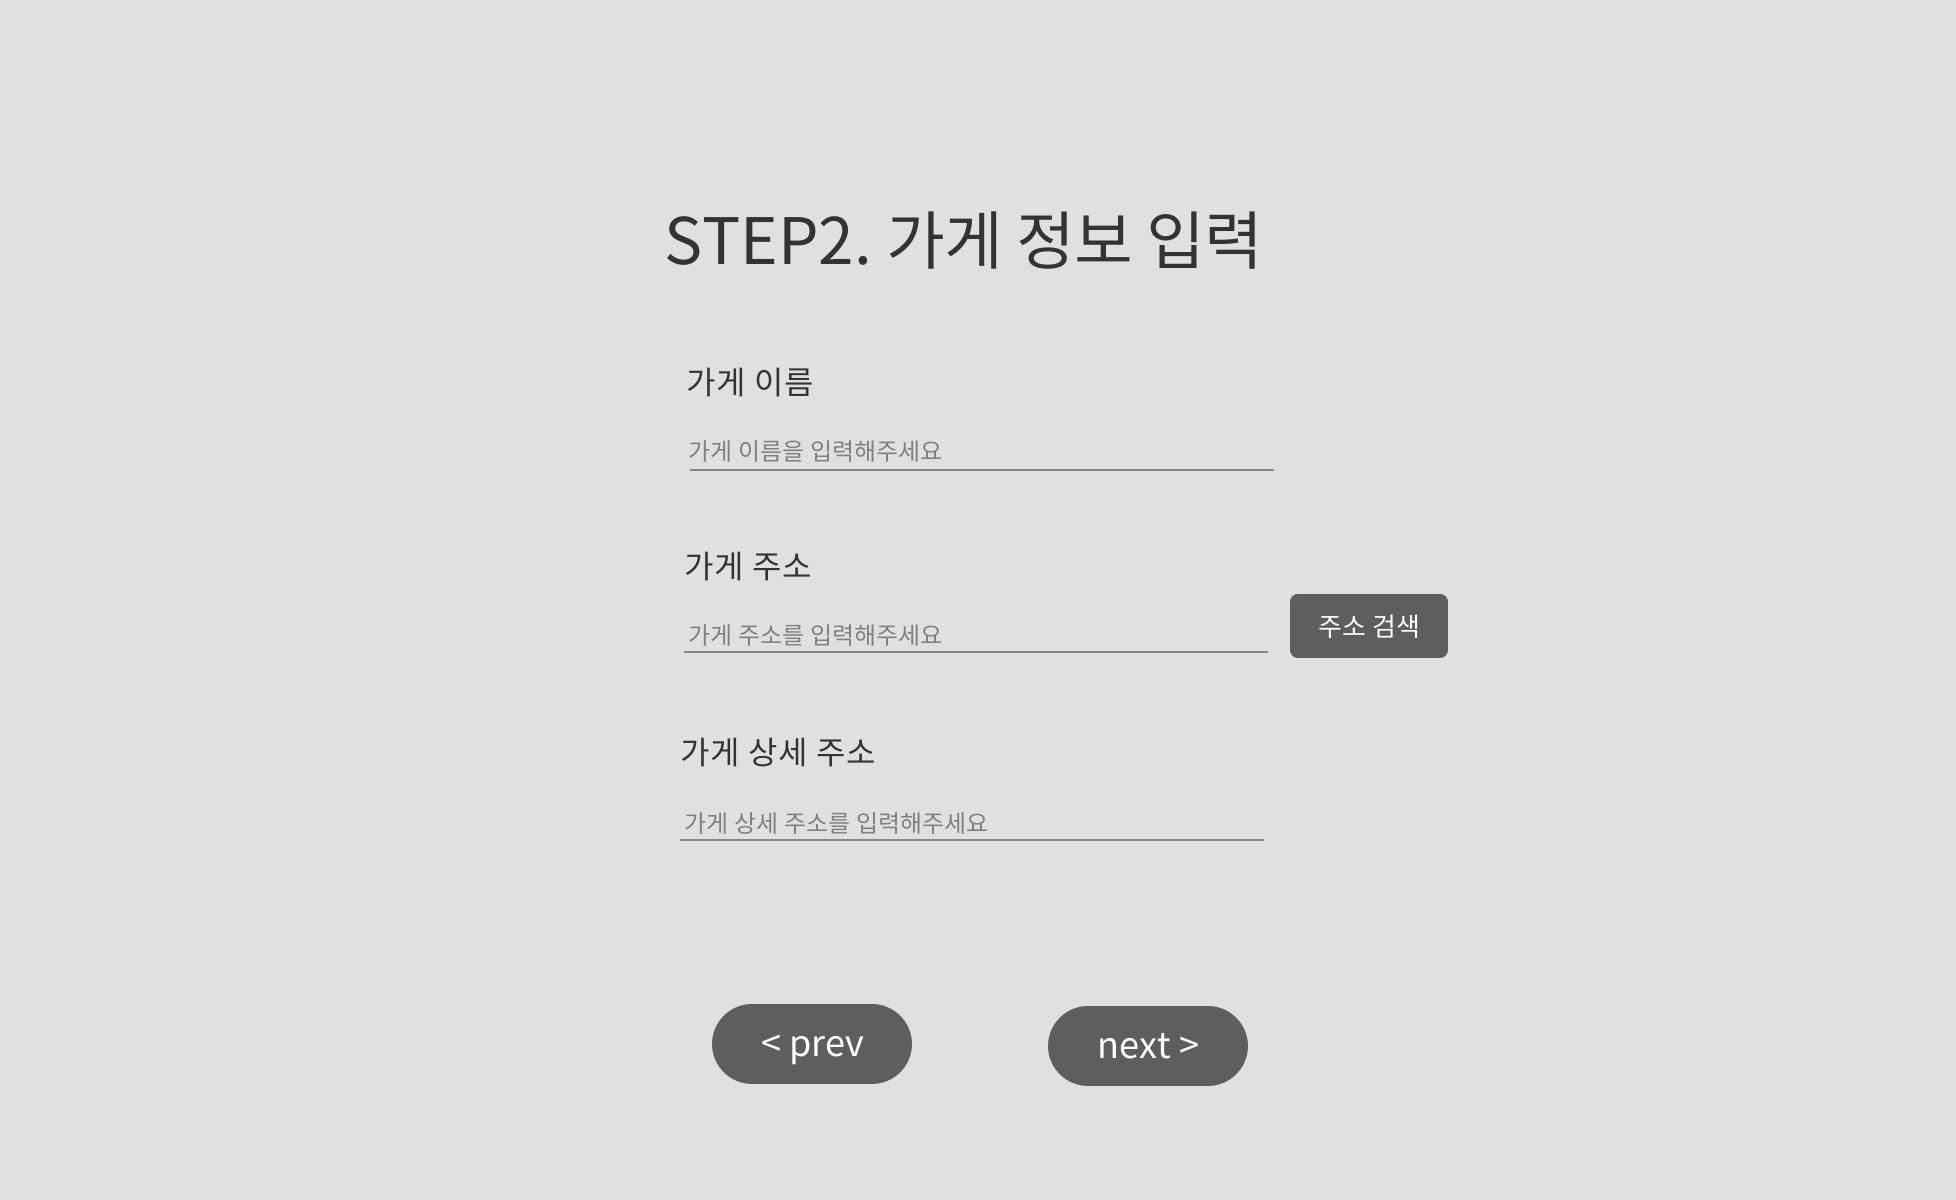 STEP2. 가게 정보 입력
가게 이름
가게 이름을 입력해주세요
가게 주소
가게 주소를 입력해주세요
주소 검색
가게 상세 주소
가게 상세 주소를 입력해주세요
< prev
next >